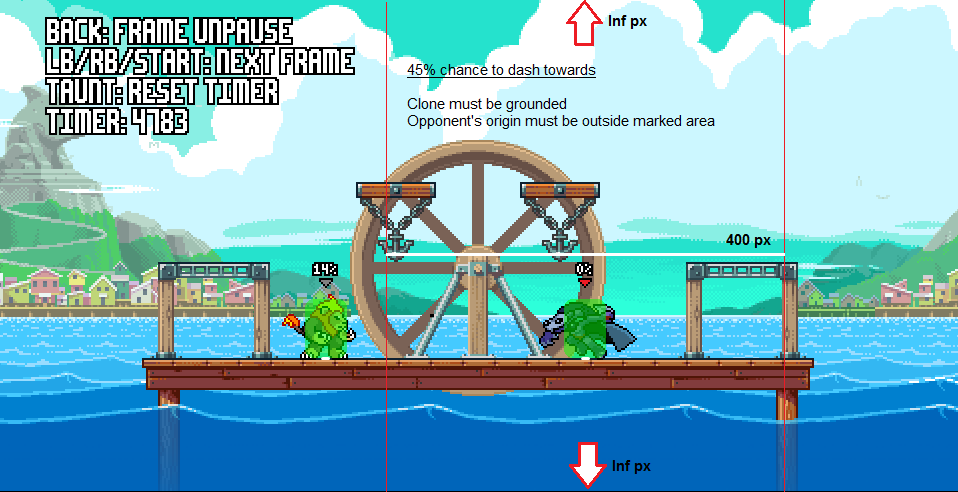 BACK: FRAME UNPAUSE
LB/RB/START: NEXT FRAME
TAUNT: RESET TIMER
TIMER: 4783
Inf px
45% chance to dash towards
Clone must be grounded
Opponent's origin must be outside marked area
400 px
14%
0%
Inf px